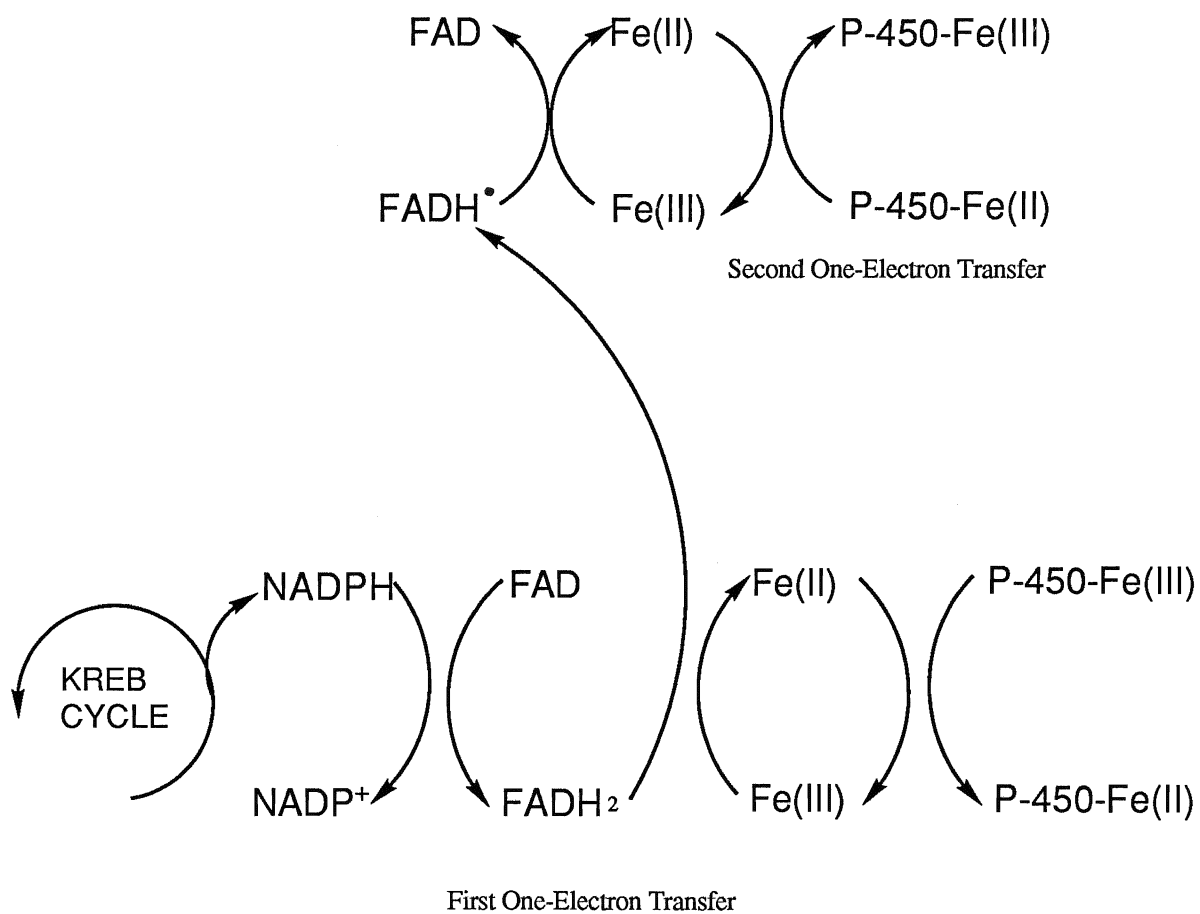 FAD Fe(II) P-450-Fe(III)
FADH• Fe(III) P-450-Fe(II)
Second One-Electron Transfer
NADPH FAD Fe(II) P-450-Fe(III)
KREB
CYCLE
NADP+ FADH2 Fe(III) P-450-Fe(II)
First One-Electron Transfer